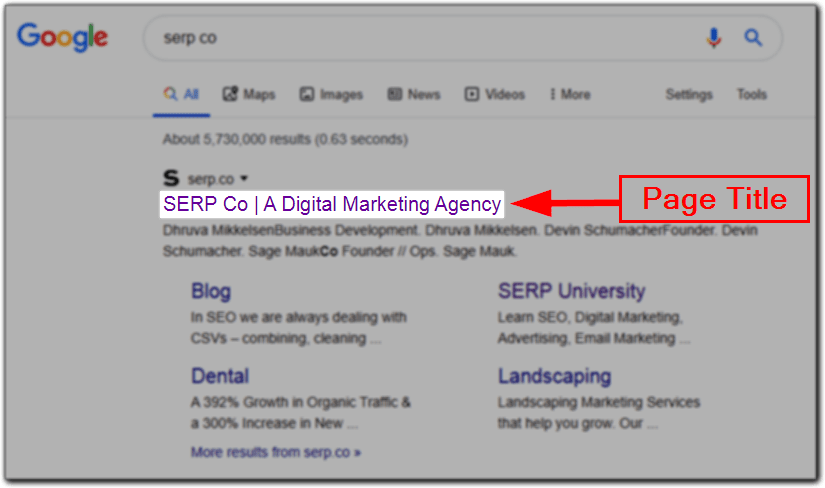 Google
serp co
All Maps Images News Videos More Settings Tools
About 5,730,000 results (0.63 seconds)
S serp.co
SERP Co | A Digital Marketing Agency
Page Title
Dhruva MikkelsenBusiness Development. Dhruva Mikkelsen. Devin SchumacherFounder. Devin
Schumacher. Sage MaukCo Founder // Ops. Sage Mauk.
Blog
In SEO we are always dealing with
CSVs – combining, cleaning ...
SERP University
Learn SEO, Digital Marketing,
Advertising, Email Marketing ...
Dental
A 392% Growth in Organic Traffic &
a 300% Increase in New ...
Landscaping
Landscaping Marketing Services
that help you grow. Our ...
More results from serp.co »